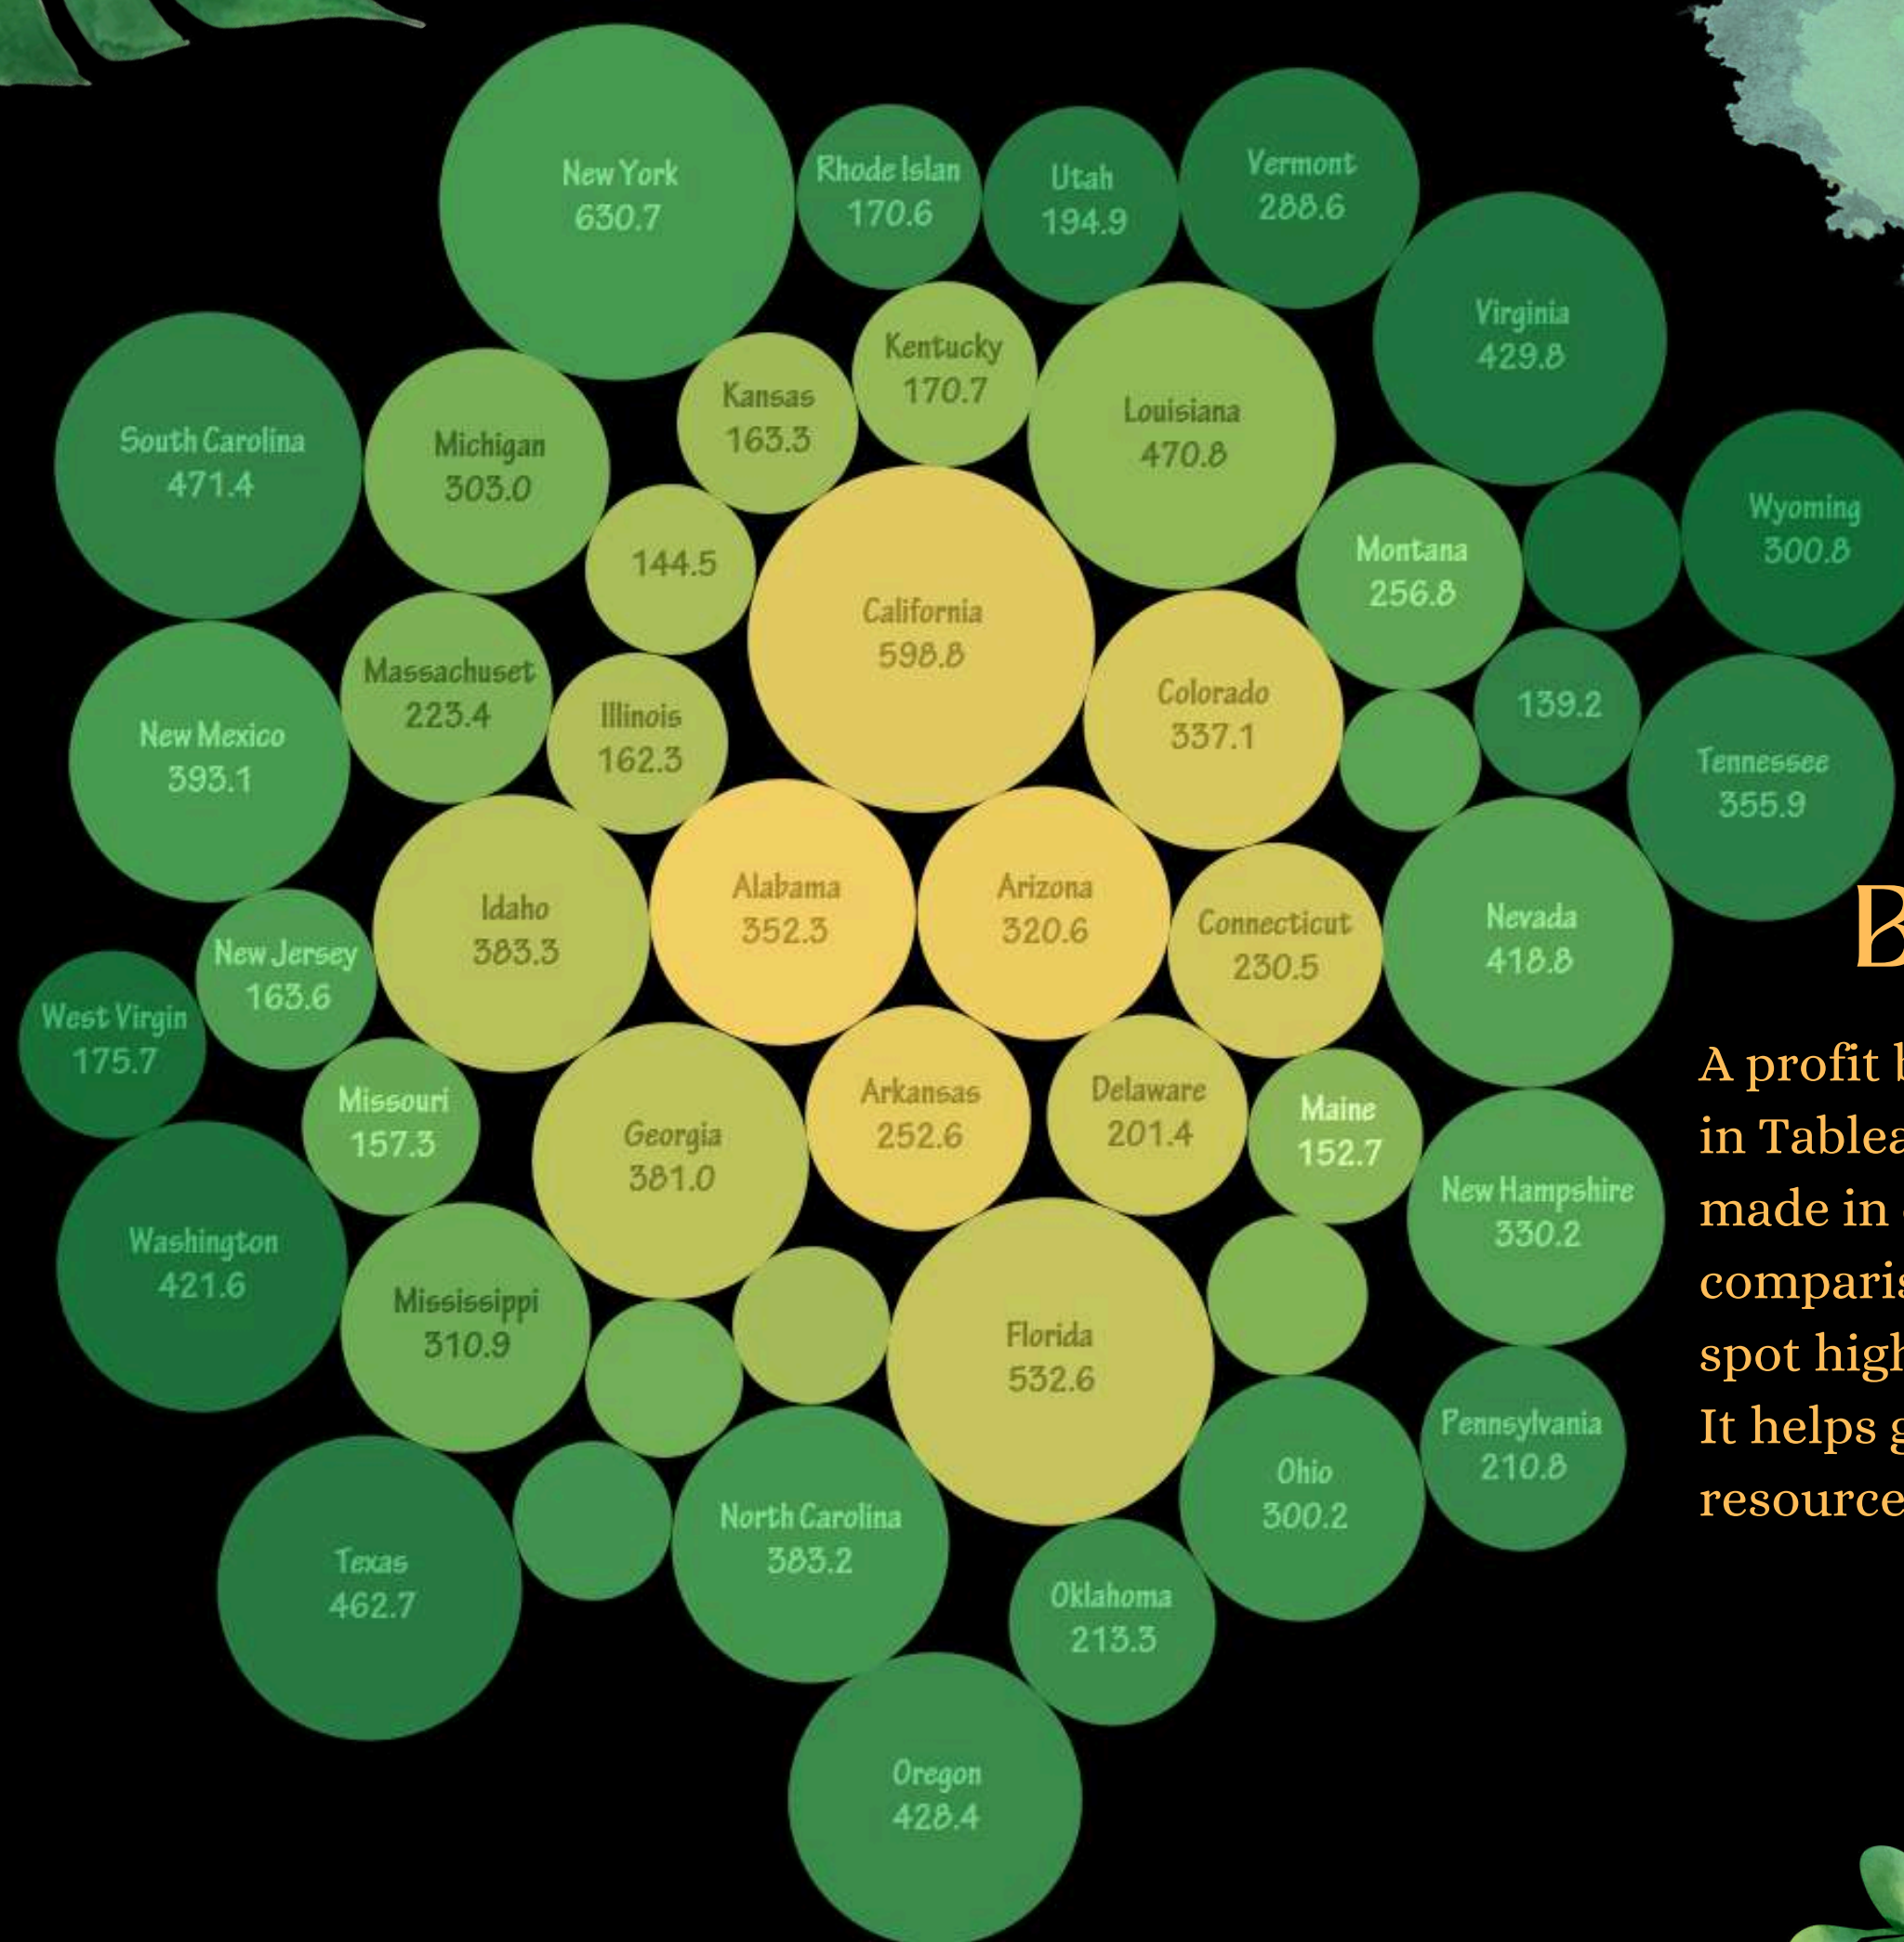 New York
630.7
Rhode Islan
170.6
Utah
194.9
Vermont
288.6
Virginia
429.8
Kentucky
170.7
Kansas
163.3
Louisiana
470.8
South Carolina
471.4
Michigan
303.0
Wyoming
300.8
144.5
Montana
256.8
California
598.8
Massachuset
223.4
Illinois
162.3
Colorado
337.1
139.2
New Mexico
393.1
Tennessee
355.9
Idaho
383.3
Alabama
352.3
Arizona
320.6
Connecticut
230.5
Nevada
418.8
New Jersey
163.6
West Virgin
175.7
Missouri
157.3
Georgia
381.0
Arkansas
252.6
Delaware
201.4
Maine
152.7
New Hampshire
330.2
Washington
421.6
Mississippi
310.9
Florida
532.6
Pennsylvania
210.8
Ohio
300.2
North Carolina
383.2
Texas
462.7
Oklahoma
213.3
Oregon
428.4
B
A profit b
in Tablea
made in
comparis
spot high
It helps g
resource